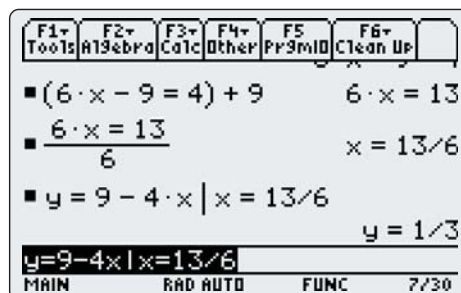 F1▾ F2▾ F3▾ F4▾ F5 F6▾
Tools Algebra Calc Other PrgmIO Clean Up
▪(6·x − 9 = 4) + 9 6·x = 13
▪ 6·x = 13
6 x = 13/6
▪ y = 9 − 4·x | x = 13/6
y = 1/3
y=9-4x|x=13/6
MAIN RAD AUTO FUNC 7/30